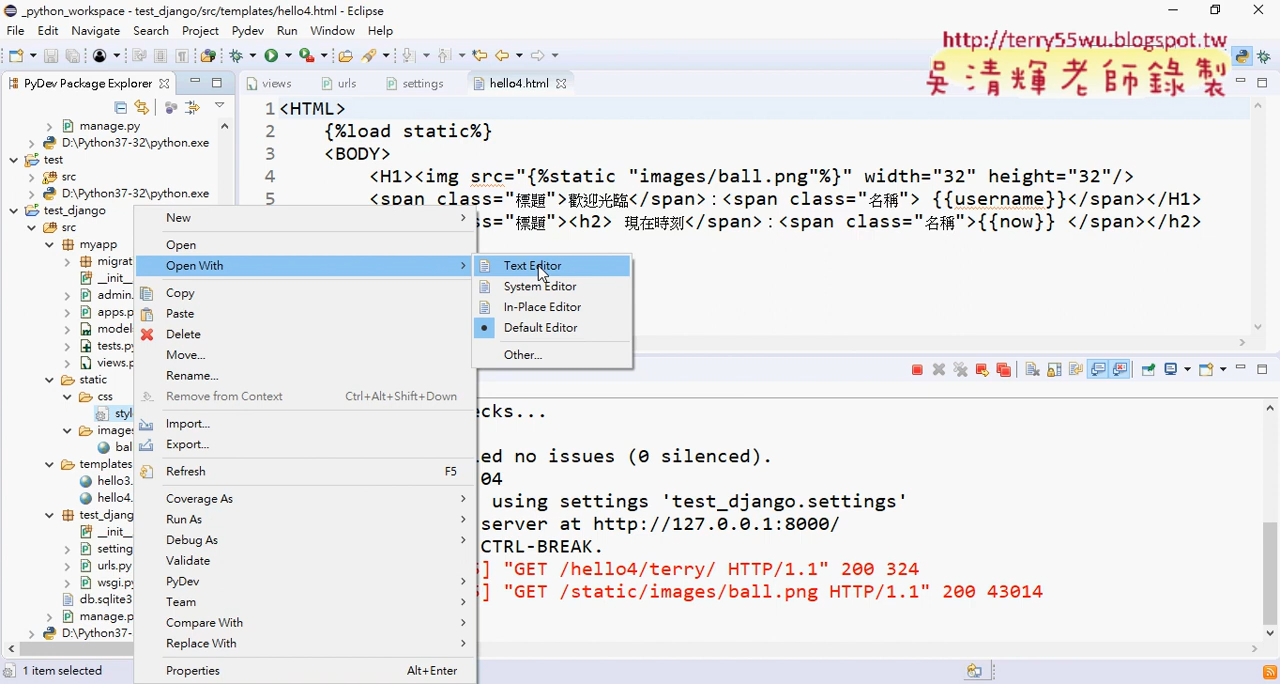 _python_workspace - test_django/src/templates/hello4.html - Eclipse
File Edit Navigate Search Project Pydev Run Window Help
http://terry55wu.blogspot.tw
吳清輝老師錄製
PyDev Package Explorer
views
urls
settings
hello4.html
manage.py
D:\Python37-32\python.exe
test
src
D:\Python37-32\python.exe
test_django
src
myapp
migrat
__init__
admin.
apps.p
model
tests.py
views.p
static
css
styl
images
bal
templates
hello3.
hello4.
test_djang
__init__
setting
urls.py
wsgi.py
db.sqlite3
manage.p
D:\Python37-
1 <HTML>
2 {%load static%}
3 <BODY>
4 <H1><img src="{%static "images/ball.png"%}" width="32" height="32"/>
5 <span class="標題">歡迎光臨</span>:<span class="名稱"> {{username}}</span></H1>
ss="標題"><h2> 現在時刻</span>:<span class="名稱">{{now}} </span></h2>
New
Open
Open With
Copy
Paste
Delete
Move...
Rename...
Remove from Context Ctrl+Alt+Shift+Down
Import...
Export...
Refresh F5
Coverage As
Run As
Debug As
Validate
PyDev
Team
Compare With
Replace With
Properties Alt+Enter
Text Editor
System Editor
In-Place Editor
Default Editor
Other...
cks...
ed no issues (0 silenced).
04
using settings 'test_django.settings'
server at http://127.0.0.1:8000/
CTRL-BREAK.
] "GET /hello4/terry/ HTTP/1.1" 200 324
] "GET /static/images/ball.png HTTP/1.1" 200 43014
1 item selected